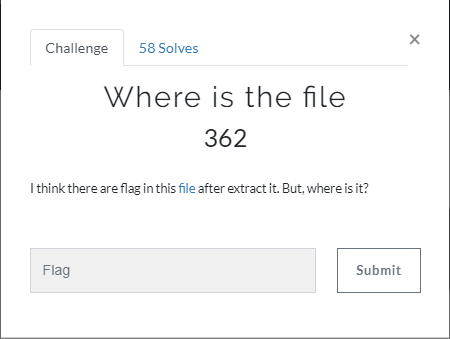 Challenge
58 Solves
×
Where is the file
362
I think there are flag in this file after extract it. But, where is it?
Flag
Submit